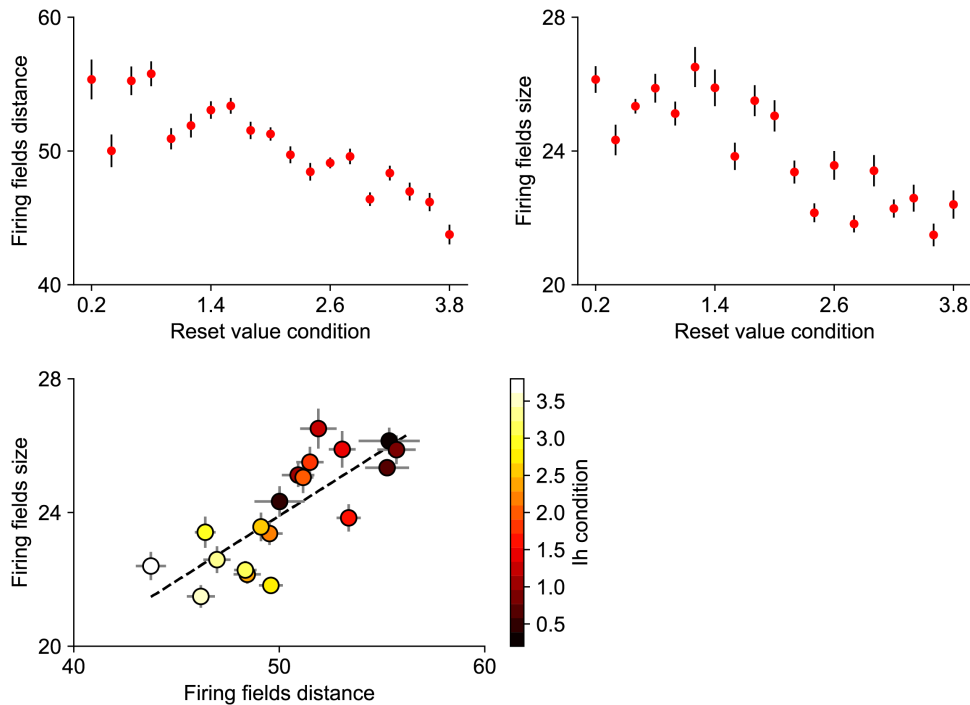 60
50
40
Firing fields distance
0.2 1.4 2.6 3.8
Reset value condition
28
24
20
Firing fields size
0.2 1.4 2.6 3.8
Reset value condition
28
24
20
Firing fields size
40 50 60
Firing fields distance
3.5
3.0
2.5
2.0
1.5
1.0
0.5
Ih condition